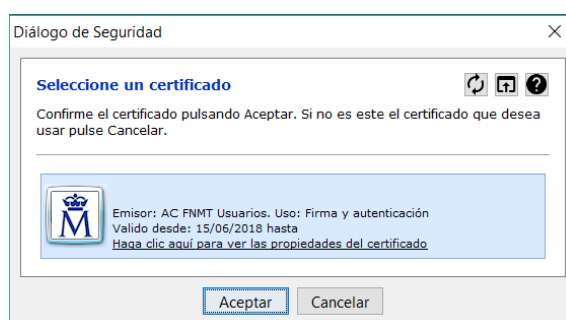 Diálogo de Seguridad
Seleccione un certificado
Confirme el certificado pulsando Aceptar. Si no es este el certificado que desea
usar pulse Cancelar.
Emisor: AC FNMT Usuarios. Uso: Firma y autenticación
Valido desde: 15/06/2018 hasta
Haga clic aquí para ver las propiedades del certificado
M
Aceptar Cancelar